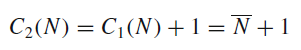 C₂(N) = C₁(N) + 1 = N̅ + 1